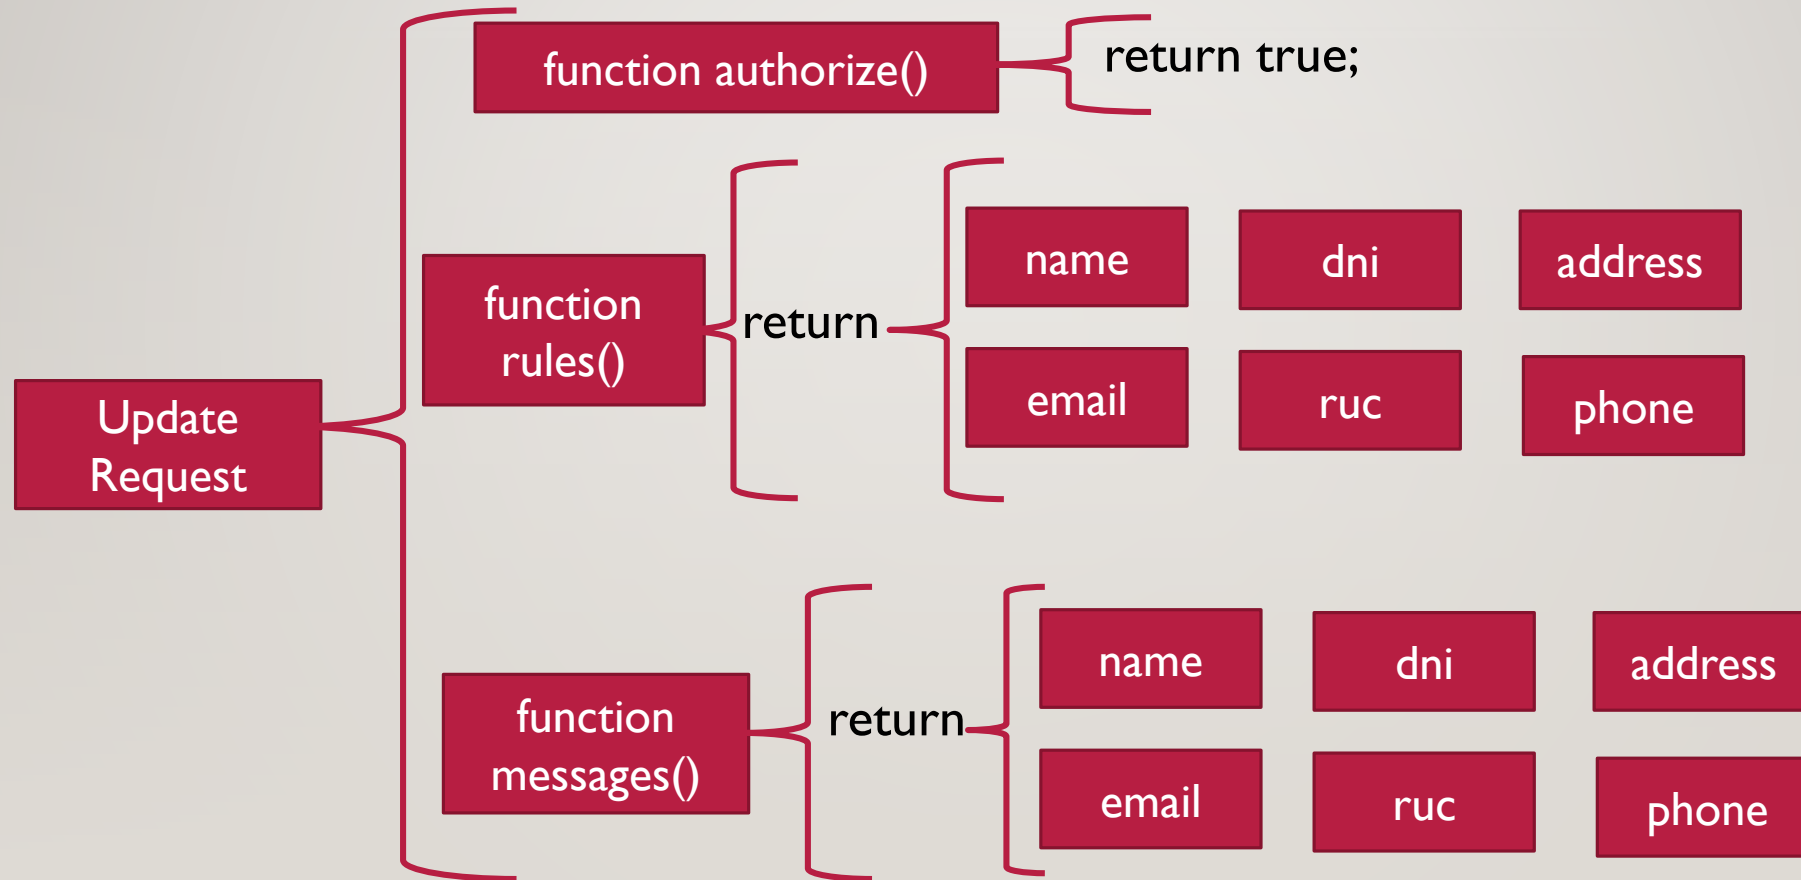 function authorize()
return true;
name
dni
address
function
rules()
return
email
ruc
phone
Update
Request
name
dni
address
function
messages()
return
email
ruc
phone